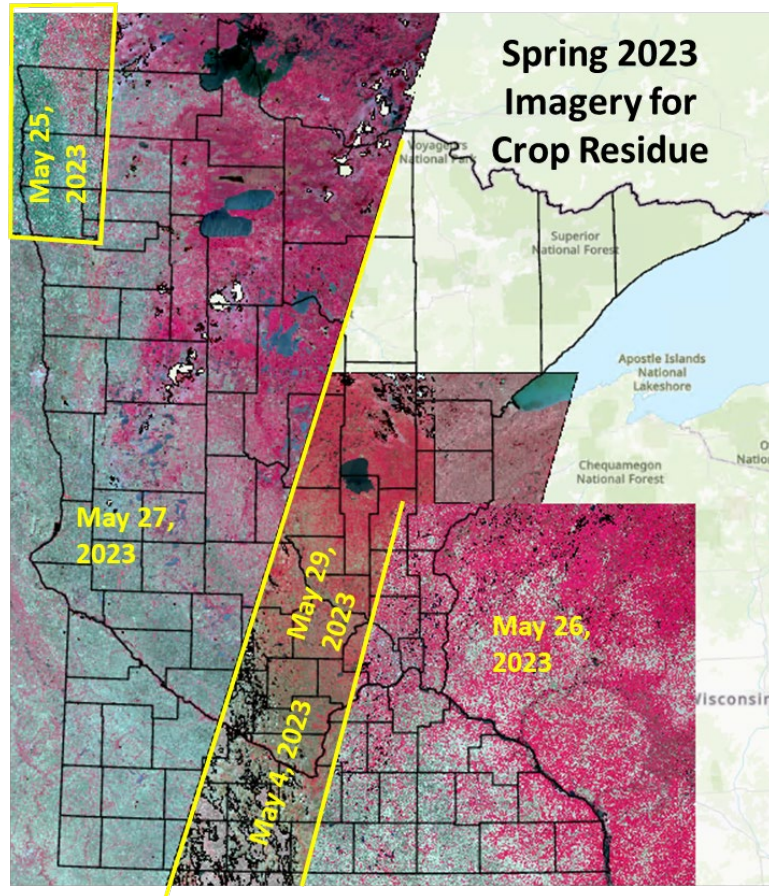 Spring 2023
Imagery for
Crop Residue
May 25,
2023
Voyageurs
National Park
Superior
National Forest
Apostle Islands
National
Lakeshore
Chequamegon
National Forest
May 27,
2023
May 29,
2023
May 26,
2023
May 4, 2023